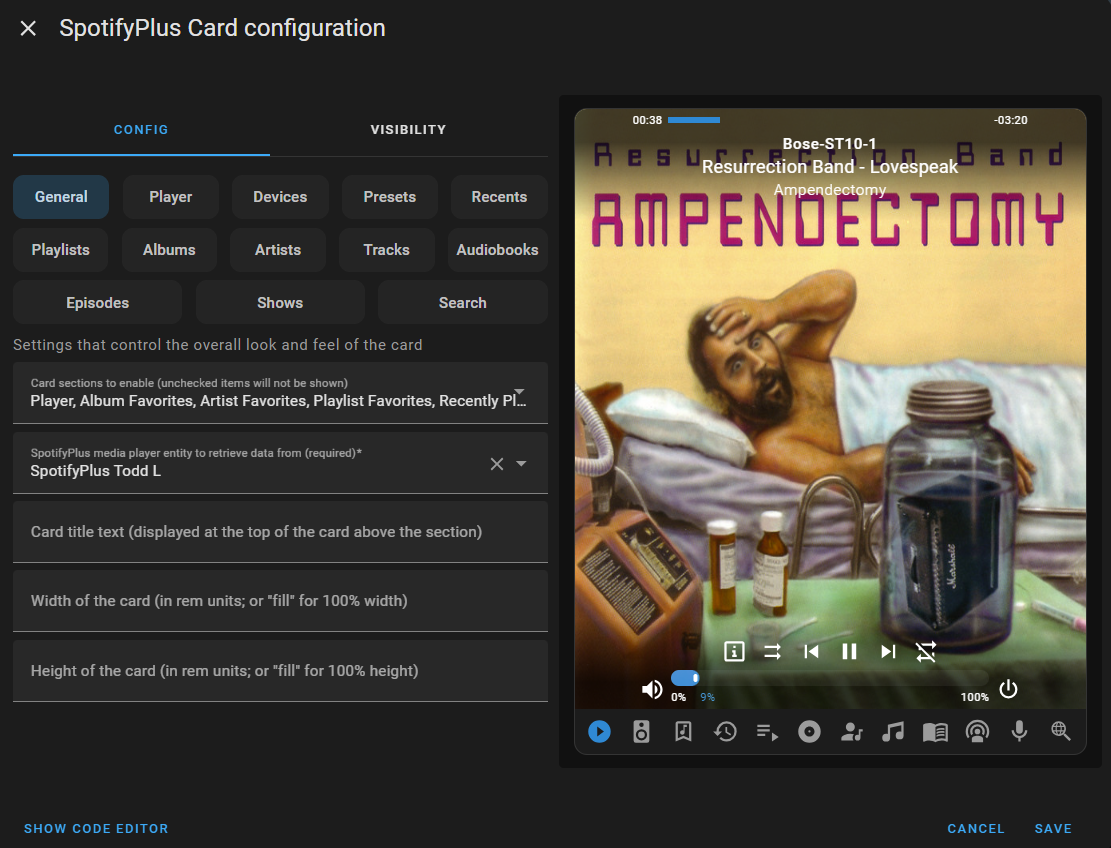 SpotifyPlus Card configuration
CONFIG
VISIBILITY
General
Player
Devices
Presets
Recents
Playlists
Albums
Artists
Tracks
Audiobooks
Episodes
Shows
Search
Settings that control the overall look and feel of the card
Card sections to enable (unchecked items will not be shown)
Player, Album Favorites, Artist Favorites, Playlist Favorites, Recently Pl...
SpotifyPlus media player entity to retrieve data from (required)*
SpotifyPlus Todd L
Card title text (displayed at the top of the card above the section)
Width of the card (in rem units; or "fill" for 100% width)
Height of the card (in rem units; or "fill" for 100% height)
00:38
-03:20
Bose-ST10-1
Resurrection Band
Resurrection Band - Lovespeak
Ampendectomy
AMPENDECTOMY
Marshall
0%
9%
100%
SHOW CODE EDITOR
CANCEL
SAVE